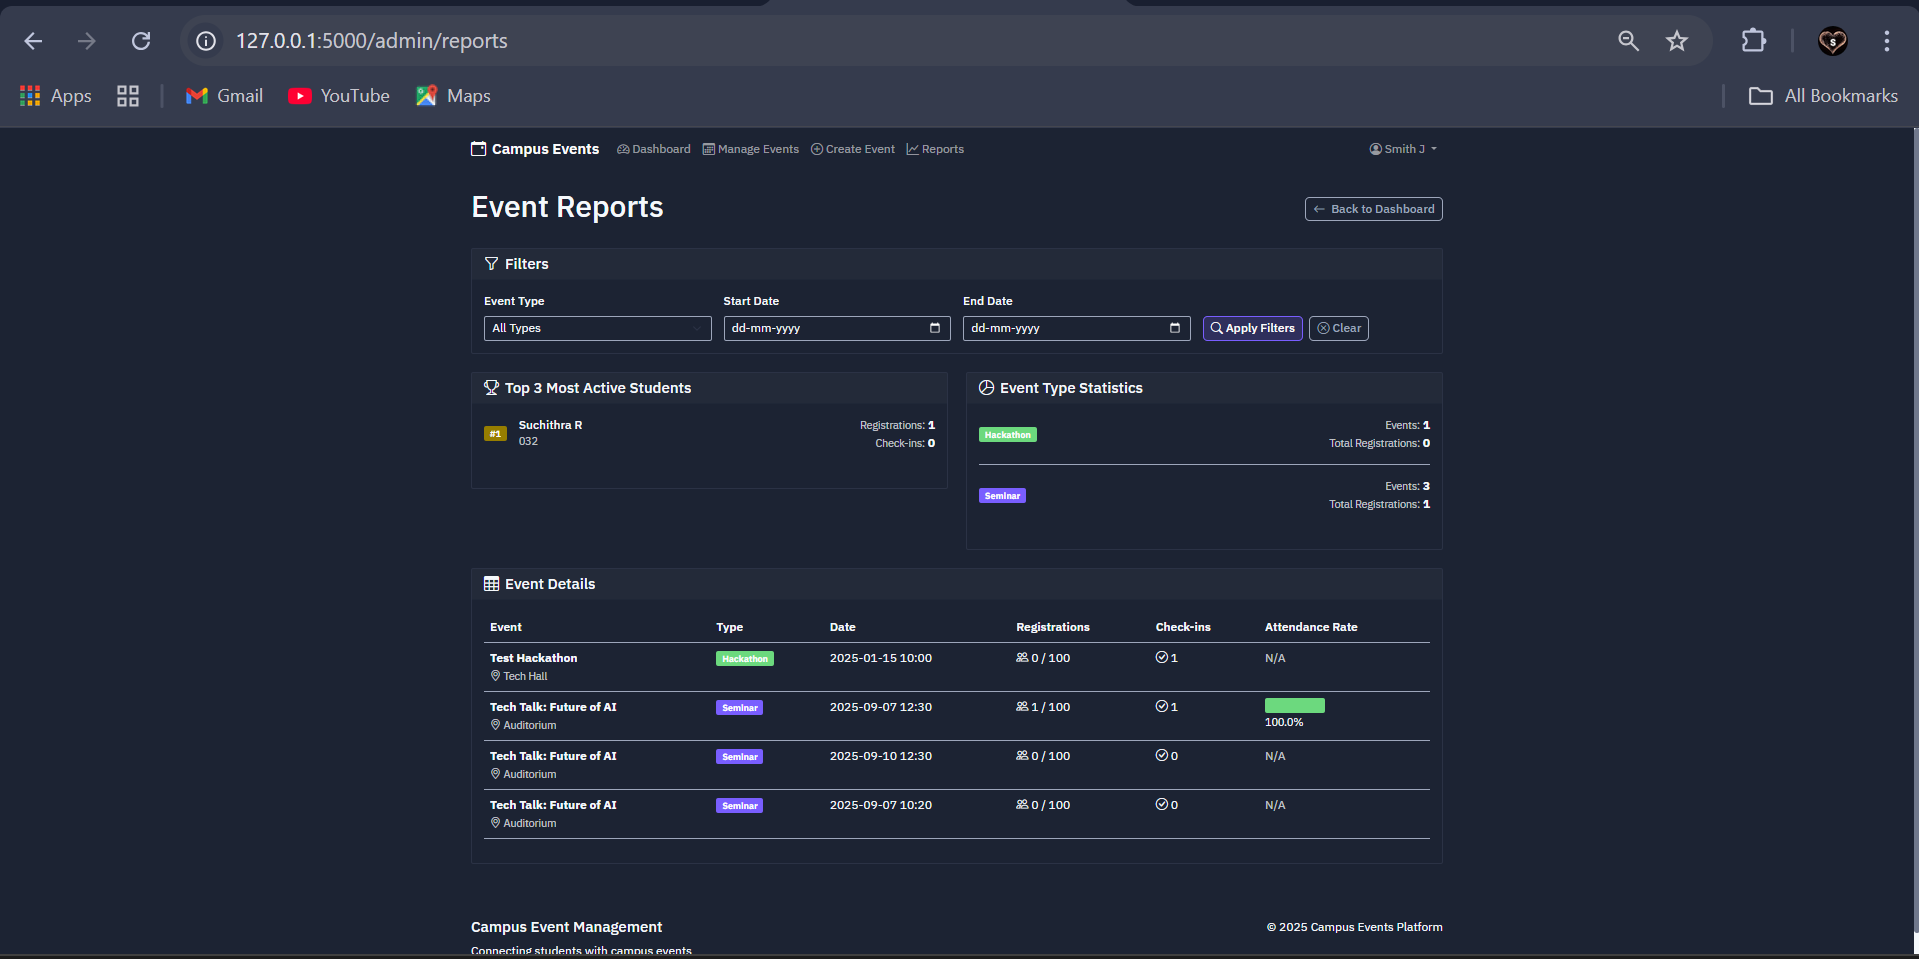 127.0.0.1:5000/admin/reports
Apps Gmail YouTube Maps All Bookmarks
Campus Events Dashboard Manage Events Create Event Reports Smith J
Event Reports
Back to Dashboard
Filters
Event Type Start Date End Date
All Types dd-mm-yyyy dd-mm-yyyy Apply Filters Clear
Top 3 Most Active Students
#1 Suchithra R Registrations: 1
032 Check-ins: 0
Event Type Statistics
Hackathon Events: 1
Total Registrations: 0
Seminar Events: 3
Total Registrations: 1
Event Details
Event Type Date Registrations Check-ins Attendance Rate
Test Hackathon Hackathon 2025-01-15 10:00 0 / 100 1 N/A
Tech Hall
Tech Talk: Future of AI Seminar 2025-09-07 12:30 1 / 100 1
Auditorium 100.0%
Tech Talk: Future of AI Seminar 2025-09-10 12:30 0 / 100 0 N/A
Auditorium
Tech Talk: Future of AI Seminar 2025-09-07 10:20 0 / 100 0 N/A
Auditorium
Campus Event Management © 2025 Campus Events Platform
Connecting students with campus events